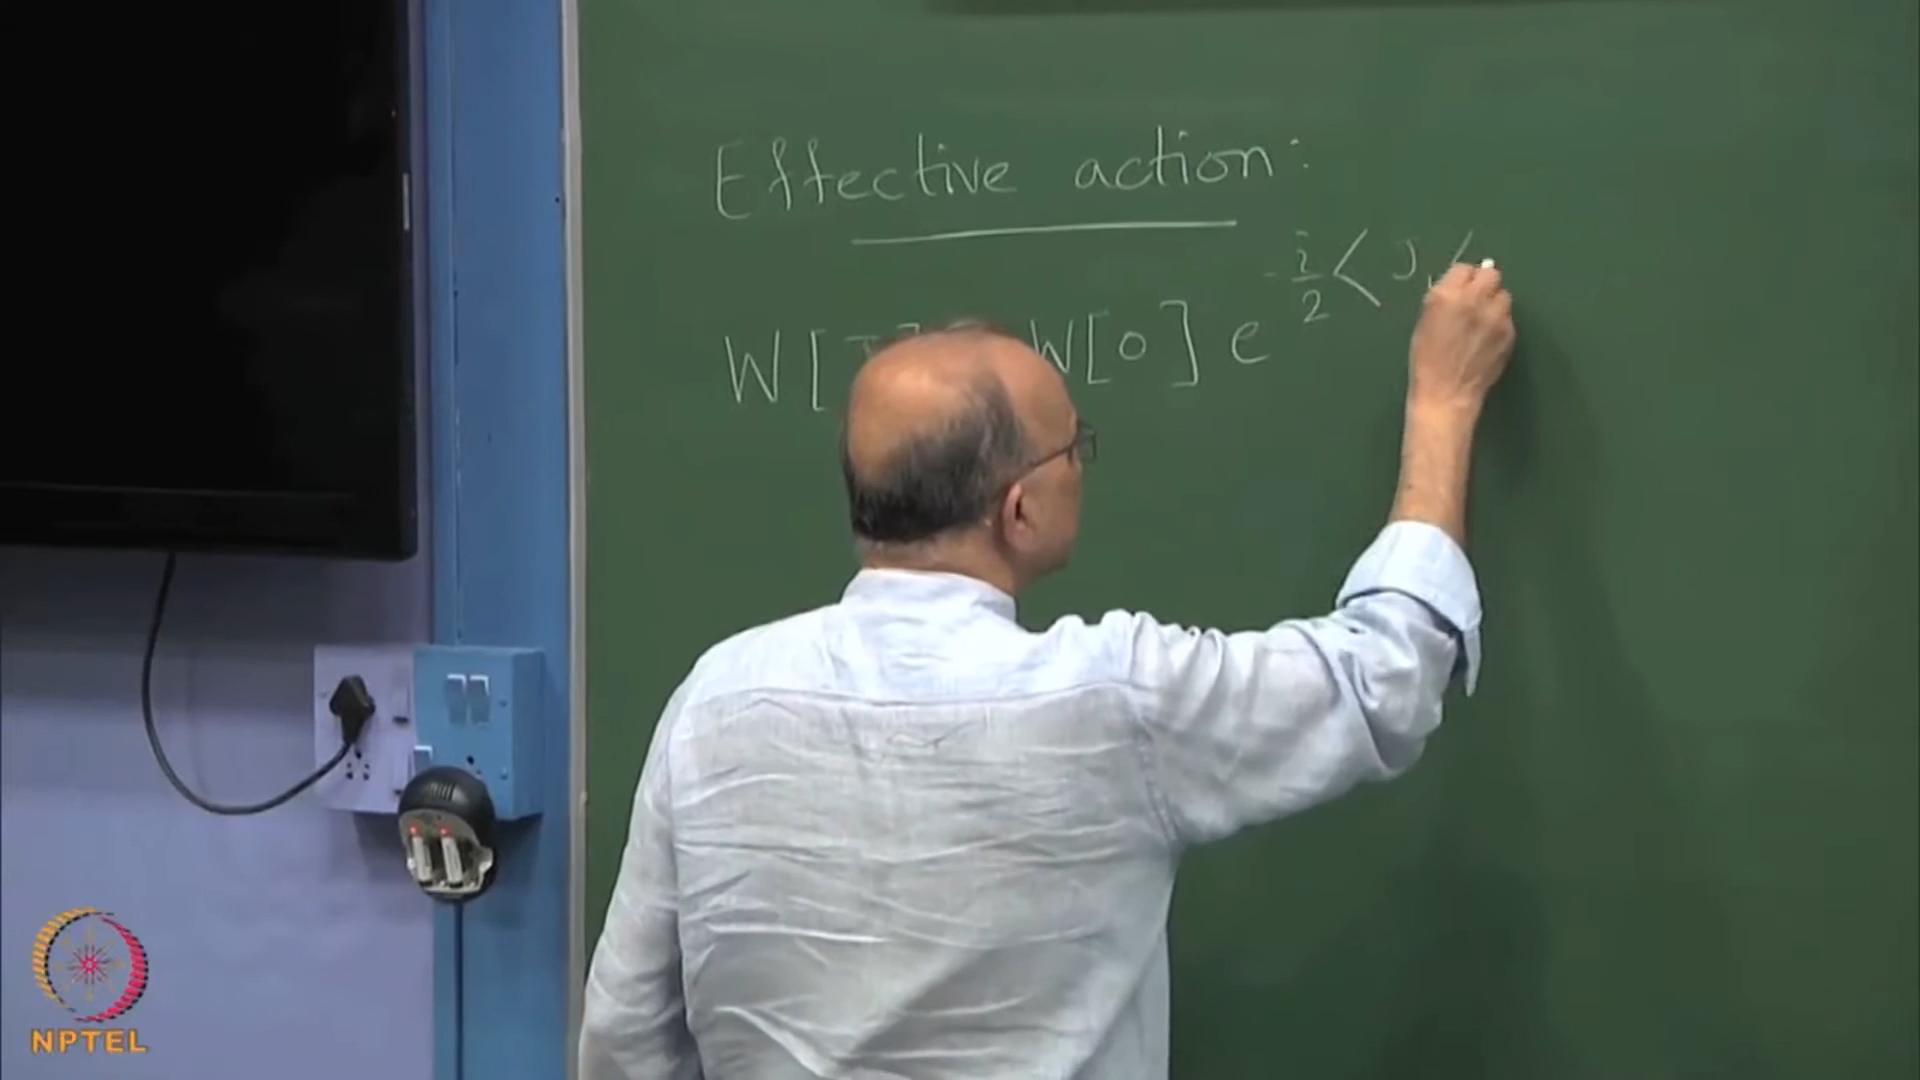 Effective action:
W[ W[0] e - i/2 < J
NPTEL